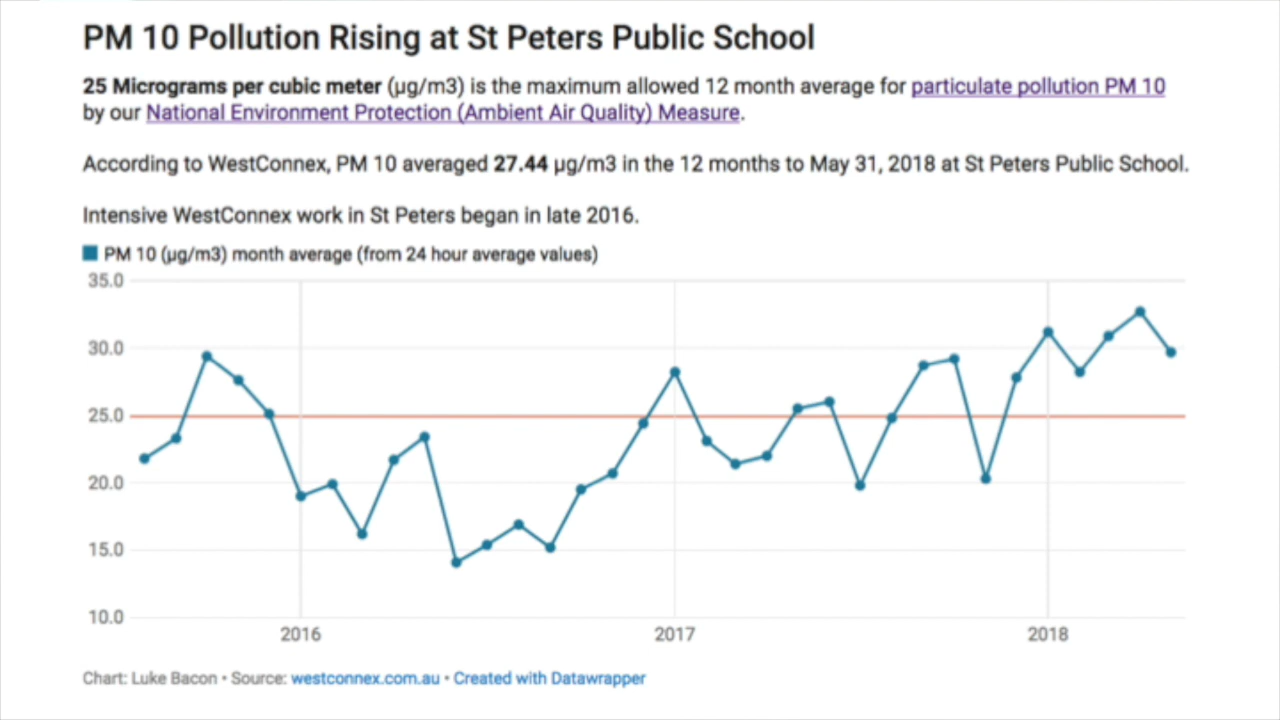 PM 10 Pollution Rising at St Peters Public School
25 Micrograms per cubic meter (µg/m3) is the maximum allowed 12 month average for particulate pollution PM 10
by our National Environment Protection (Ambient Air Quality) Measure.
According to WestConnex, PM 10 averaged 27.44 µg/m3 in the 12 months to May 31, 2018 at St Peters Public School.
Intensive WestConnex work in St Peters began in late 2016.
PM 10 (µg/m3) month average (from 24 hour average values)
35.0
30.0
25.0
20.0
15.0
10.0
2016 2017 2018
Chart: Luke Bacon • Source: westconnex.com.au • Created with Datawrapper